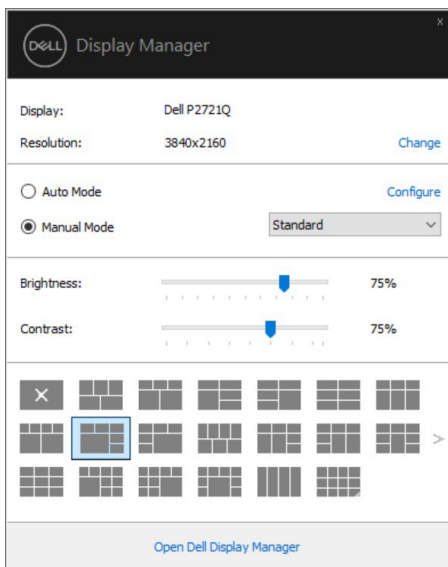 x
DELL Display Manager
Display: Dell P2721Q
Resolution: 3840x2160 Change
Auto Mode Configure
Manual Mode Standard
Brightness: 75%
Contrast: 75%
Open Dell Display Manager